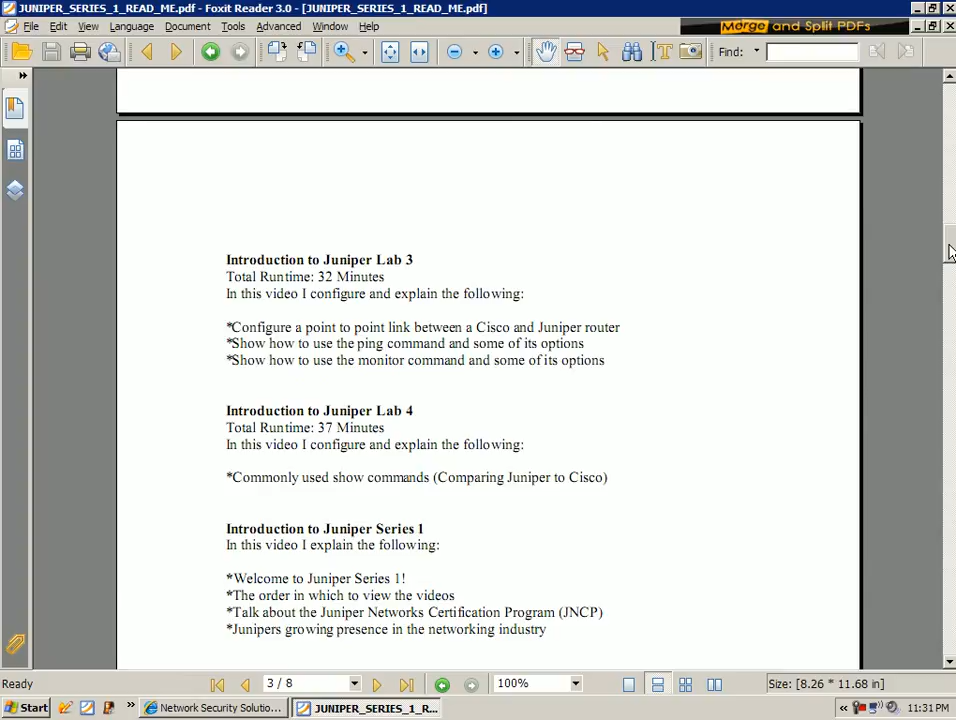 JUNIPER_SERIES_1_READ_ME.pdf - Foxit Reader 3.0 - [JUNIPER_SERIES_1_READ_ME.pdf]
File Edit View Language Document Tools Advanced Window Help
Merge and Split PDFs
Find:
Introduction to Juniper Lab 3
Total Runtime: 32 Minutes
In this video I configure and explain the following:
*Configure a point to point link between a Cisco and Juniper router
*Show how to use the ping command and some of its options
*Show how to use the monitor command and some of its options
Introduction to Juniper Lab 4
Total Runtime: 37 Minutes
In this video I configure and explain the following:
*Commonly used show commands (Comparing Juniper to Cisco)
Introduction to Juniper Series 1
In this video I explain the following:
*Welcome to Juniper Series 1!
*The order in which to view the videos
*Talk about the Juniper Networks Certification Program (JNCP)
*Junipers growing presence in the networking industry
Ready 3 / 8 100% Size: [8.26 * 11.68 in]
Start Network Security Solutio... JUNIPER_SERIES_1_R... 11:31 PM